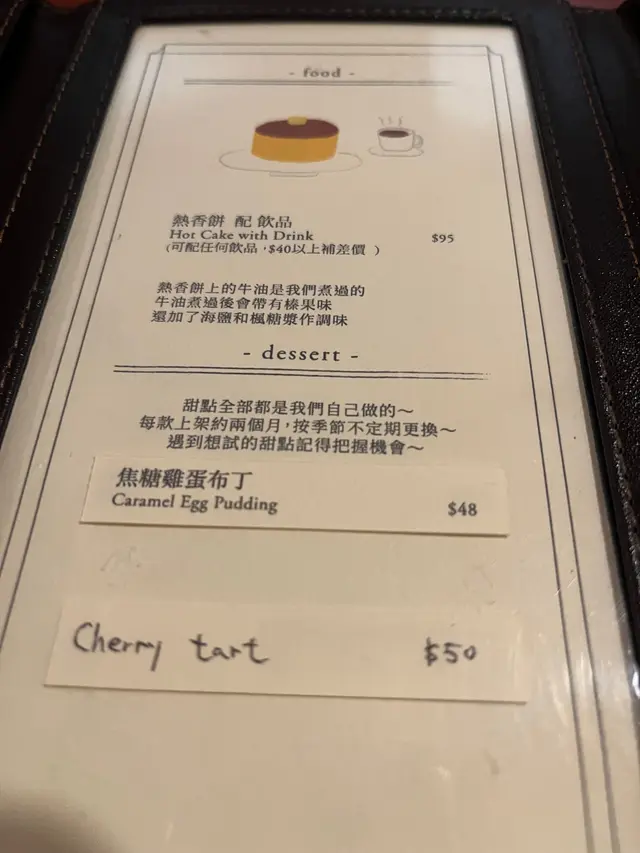 - food -
熱香餅 配 飲品
Hot Cake with Drink $95
(可配任何飲品，$40以上補差價 )
熱香餅上的牛油是我們煮過的
牛油煮過後會帶有榛果味
還加了海鹽和楓糖漿作調味
- dessert -
甜點全部都是我們自己做的～
每款上架約兩個月，按季節不定期更換～
遇到想試的甜點記得把握機會～
焦糖雞蛋布丁
Caramel Egg Pudding $48
Cherry tart $50